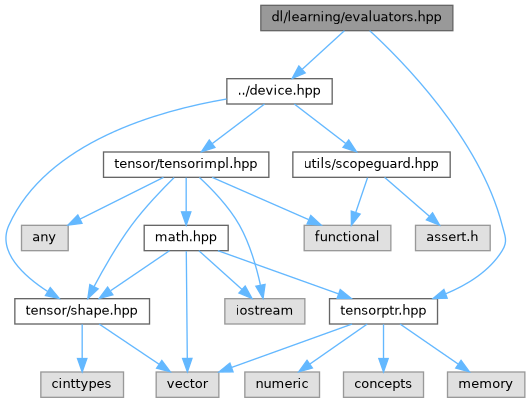 dl/learning/evaluators.hpp
../device.hpp
tensor/tensorimpl.hpp
utils/scopeguard.hpp
any
math.hpp
functional
assert.h
tensor/shape.hpp
iostream
tensorptr.hpp
cinttypes
vector
numeric
concepts
memory